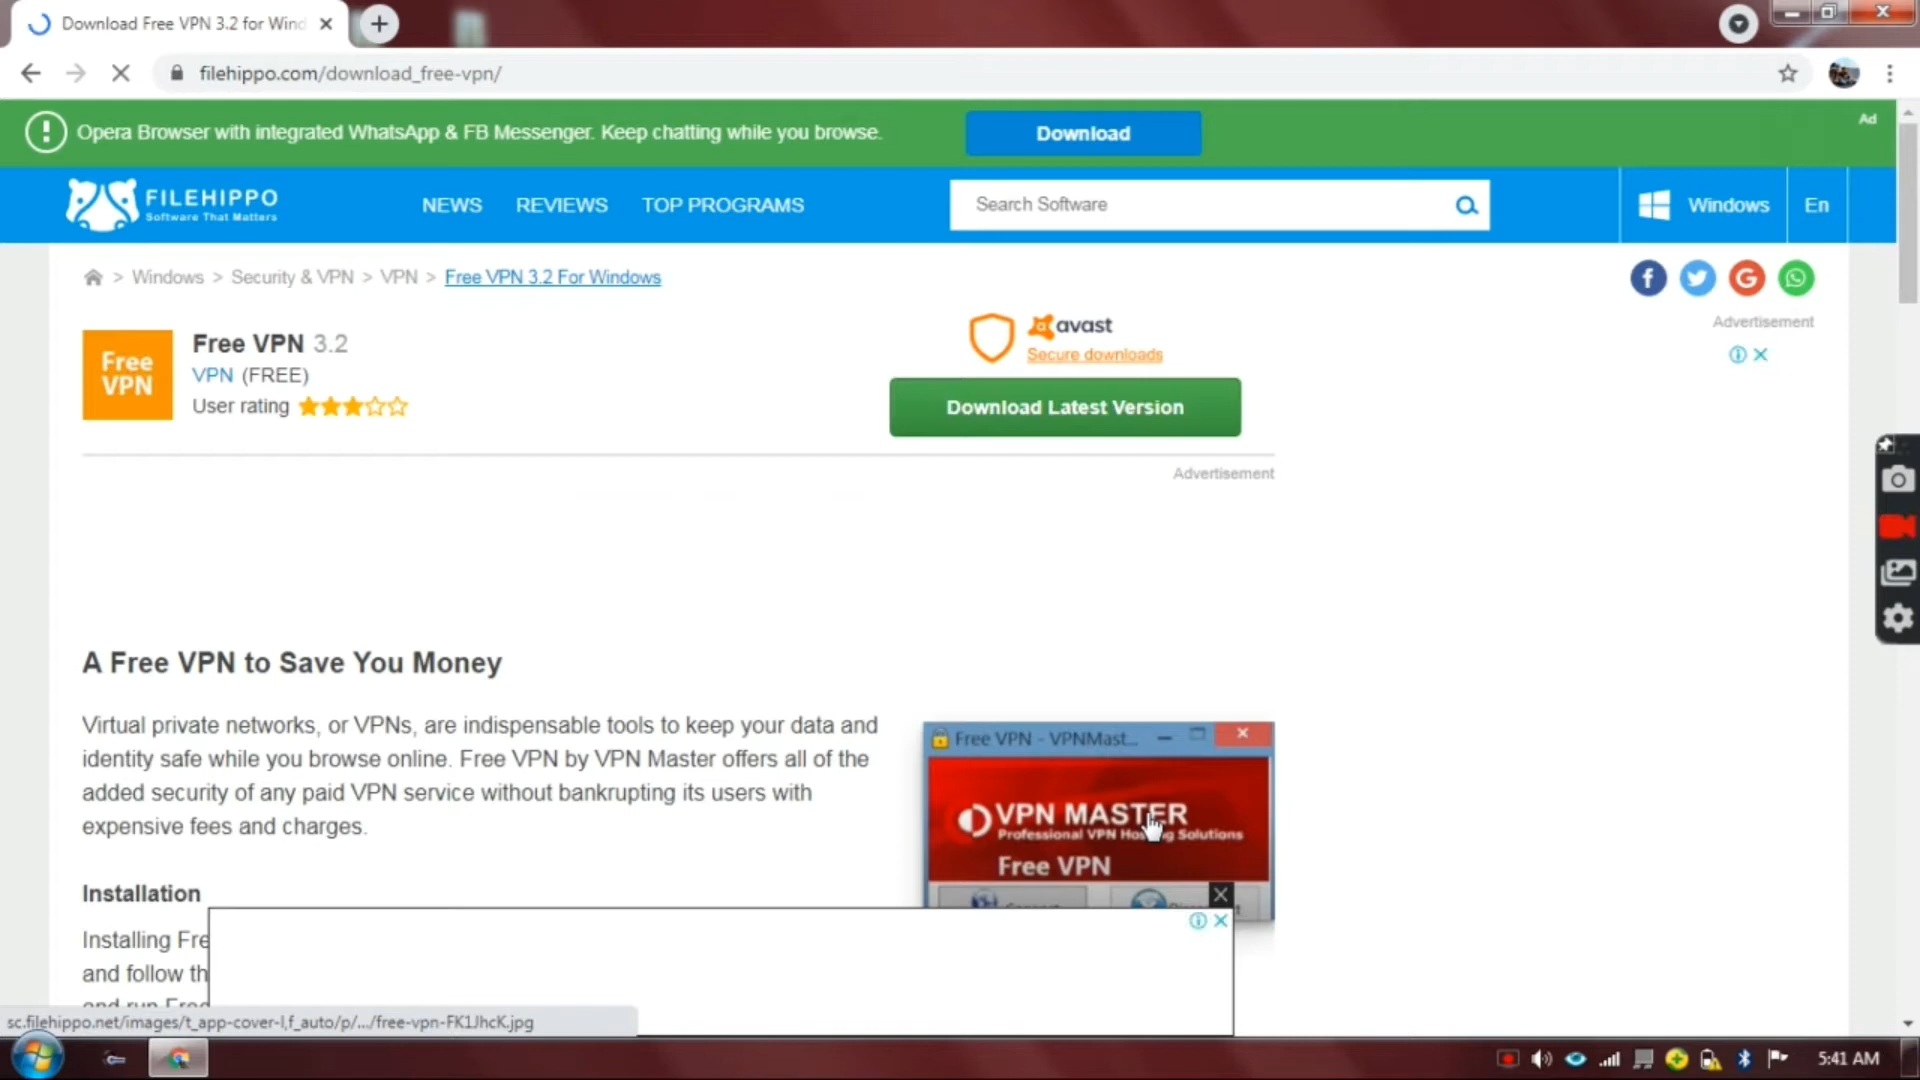 Download Free VPN 3.2 for Wind
filehippo.com/download_free-vpn/
Opera Browser with integrated WhatsApp & FB Messenger. Keep chatting while you browse.
Download
Ad
FILEHIPPO
Software That Matters
NEWS
REVIEWS
TOP PROGRAMS
Search Software
Windows
En
> Windows > Security & VPN > VPN > Free VPN 3.2 For Windows
Free VPN
Free VPN 3.2
VPN (FREE)
User rating
avast
Secure downloads
Download Latest Version
Advertisement
Advertisement
A Free VPN to Save You Money
Virtual private networks, or VPNs, are indispensable tools to keep your data and
identity safe while you browse online. Free VPN by VPN Master offers all of the
added security of any paid VPN service without bankrupting its users with
expensive fees and charges.
Free VPN - VPNMast...
VPN MASTER
Professional VPN Hosting Solutions
Free VPN
Installation
Installing Fre
and follow th
and run Free
sc.filehippo.net/images/t_app-cover-l,f_auto/p/.../free-vpn-FK1JhcK.jpg
5:41 AM